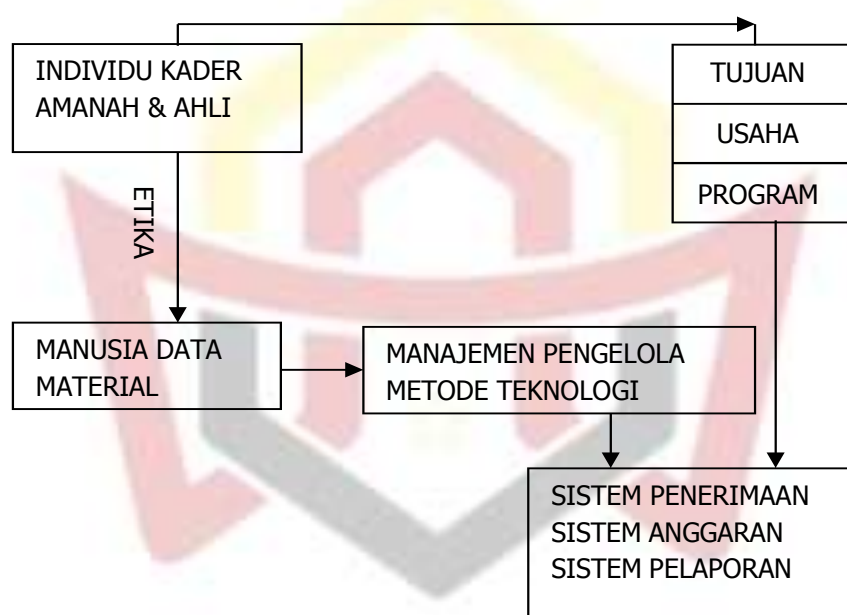 INDIVIDU KADER
AMANAH & AHLI
TUJUAN
USAHA
PROGRAM
ETIKA
MANUSIA DATA
MATERIAL
MANAJEMEN PENGELOLA
METODE TEKNOLOGI
SISTEM PENERIMAAN
SISTEM ANGGARAN
SISTEM PELAPORAN